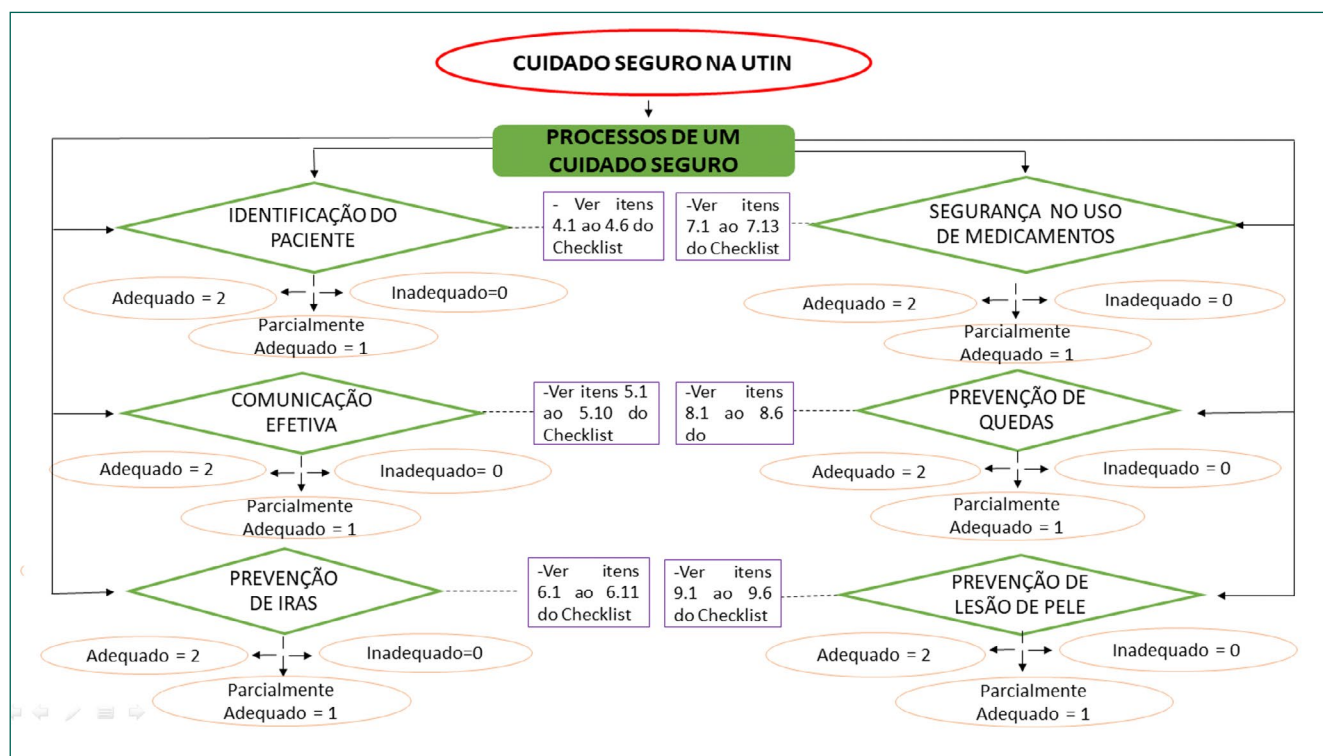 CUIDADO SEGURO NA UTIN
PROCESSOS DE UM
CUIDADO SEGURO
IDENTIFICAÇÃO DO
PACIENTE
- Ver itens
4.1 ao 4.6 do
Checklist
-Ver itens
7.1 ao 7.13
do Checklist
SEGURANÇA NO USO
DE MEDICAMENTOS
Adequado = 2
Inadequado=0
Parcialmente
Adequado = 1
Adequado = 2
Inadequado = 0
Parcialmente
Adequado = 1
COMUNICAÇÃO
EFETIVA
-Ver itens 5.1
ao 5.10 do
Checklist
-Ver itens
8.1 ao 8.6
do
PREVENÇÃO DE
QUEDAS
Adequado = 2
Inadequado= 0
Parcialmente
Adequado = 1
Adequado = 2
Inadequado = 0
Parcialmente
Adequado = 1
PREVENÇÃO
DE IRAS
-Ver itens
6.1 ao 6.11
do Checklist
-Ver itens
9.1 ao 9.6
do Checklist
PREVENÇÃO DE
LESÃO DE PELE
Adequado = 2
Inadequado=0
Parcialmente
Adequado = 1
Adequado = 2
Inadequado = 0
Parcialmente
Adequado = 1